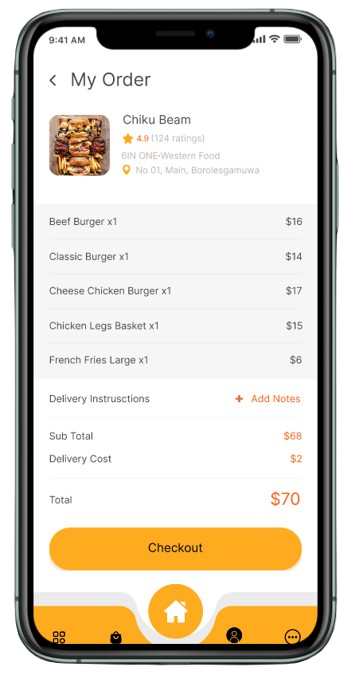 9:41 AM
My Order
Chiku Beam
4.9 (124 ratings)
6IN ONE•Western Food
No 01, Main, Borolesgamuwa
Beef Burger x1 $16
Classic Burger x1 $14
Cheese Chicken Burger x1 $17
Chicken Legs Basket x1 $15
French Fries Large x1 $6
Delivery Instrusctions + Add Notes
Sub Total $68
Delivery Cost $2
Total $70
Checkout